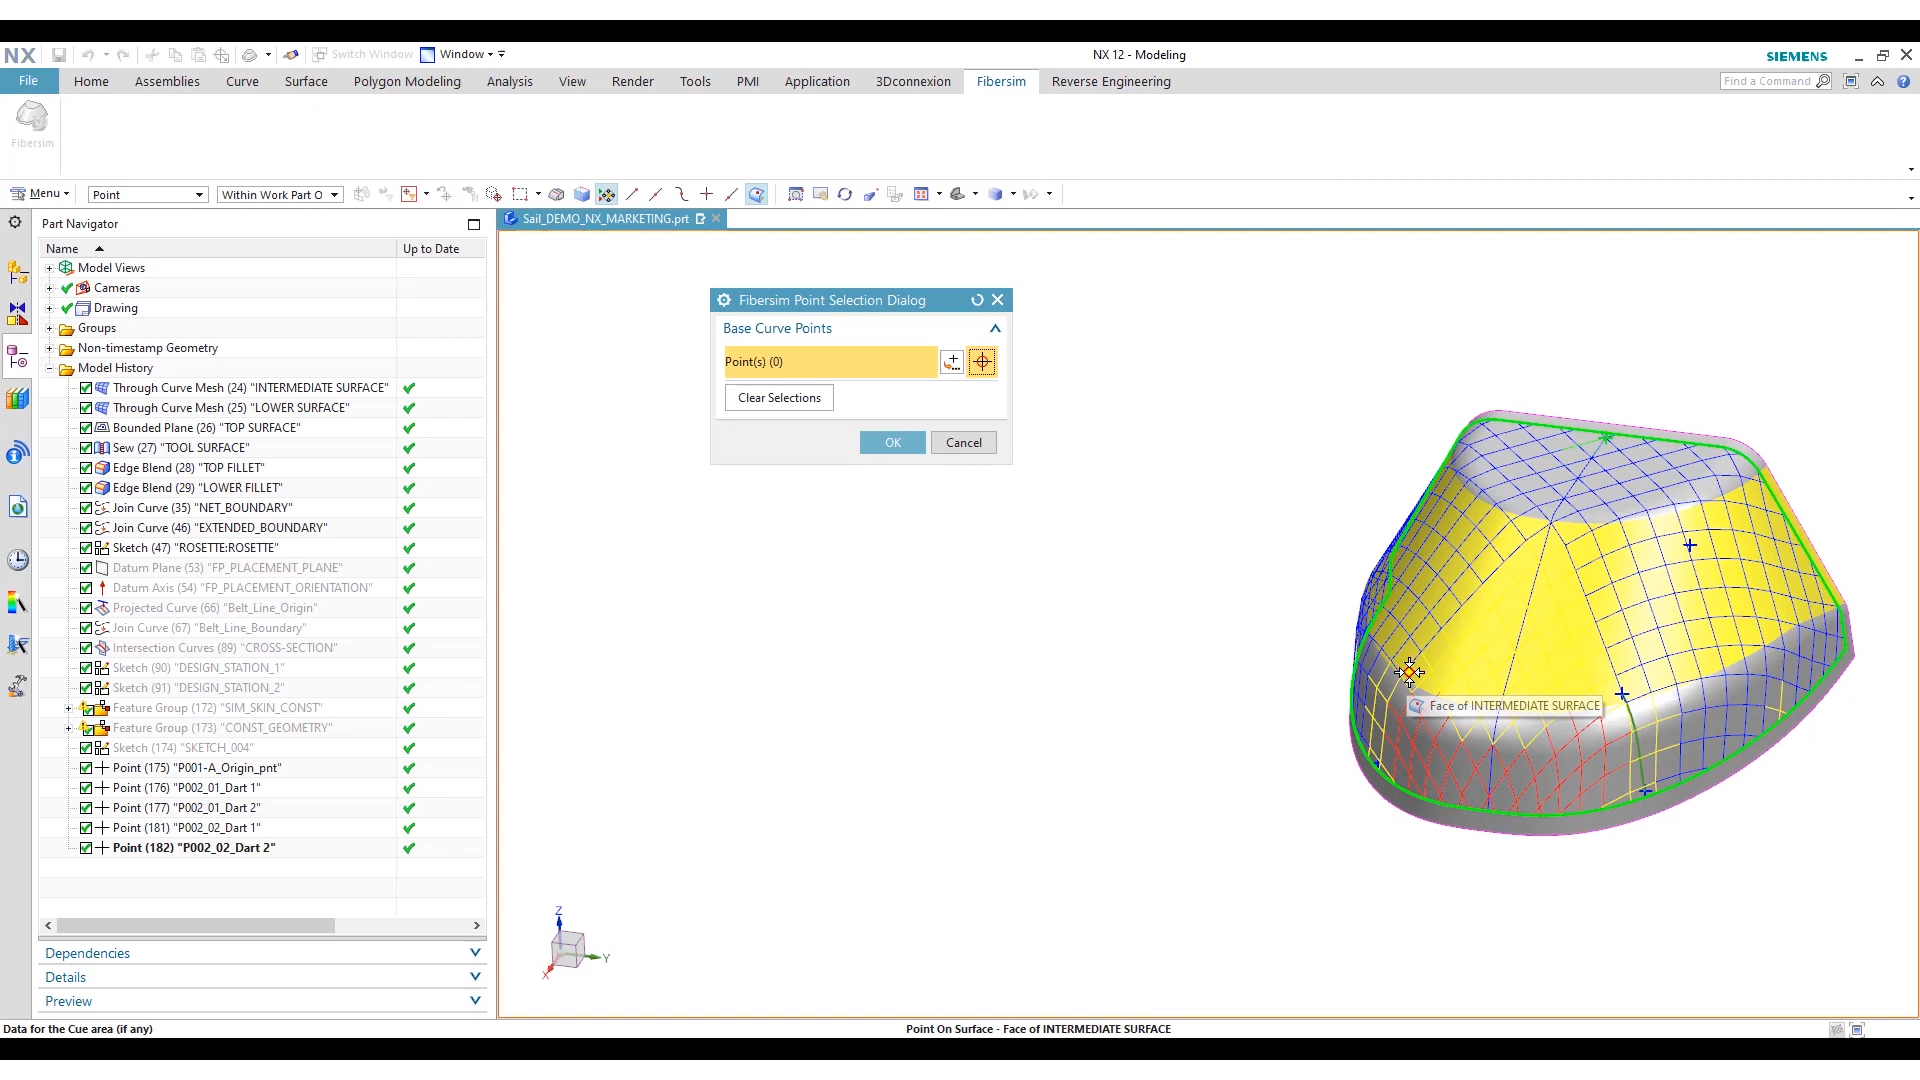 NX
Switch Window
Window
NX 12 - Modeling
SIEMENS
File
Home
Assemblies
Curve
Surface
Polygon Modeling
Analysis
View
Render
Tools
PMI
Application
3Dconnexion
Fibersim
Reverse Engineering
Find a Command
Fibersim
Menu
Point
Within Work Part O
Part Navigator
Sail_DEMO_NX_MARKETING.prt
Name
Up to Date
Model Views
Cameras
Drawing
Groups
Non-timestamp Geometry
Model History
Through Curve Mesh (24) "INTERMEDIATE SURFACE"
Through Curve Mesh (25) "LOWER SURFACE"
Bounded Plane (26) "TOP SURFACE"
Sew (27) "TOOL SURFACE"
Edge Blend (28) "TOP FILLET"
Edge Blend (29) "LOWER FILLET"
Join Curve (35) "NET_BOUNDARY"
Join Curve (46) "EXTENDED_BOUNDARY"
Sketch (47) "ROSETTE:ROSETTE"
Datum Plane (53) "FP_PLACEMENT_PLANE"
Datum Axis (54) "FP_PLACEMENT_ORIENTATION"
Projected Curve (66) "Belt_Line_Origin"
Join Curve (67) "Belt_Line_Boundary"
Intersection Curves (89) "CROSS-SECTION"
Sketch (90) "DESIGN_STATION_1"
Sketch (91) "DESIGN_STATION_2"
Feature Group (172) "SIM_SKIN_CONST"
Feature Group (173) "CONST_GEOMETRY"
Sketch (174) "SKETCH_004"
Point (175) "P001-A_Origin_pnt"
Point (176) "P002_01_Dart 1"
Point (177) "P002_01_Dart 2"
Point (181) "P002_02_Dart 1"
Point (182) "P002_02_Dart 2"
Dependencies
Details
Preview
Fibersim Point Selection Dialog
Base Curve Points
Point(s) (0)
Clear Selections
OK
Cancel
Face of INTERMEDIATE SURFACE
Z
Y
X
Data for the Cue area (if any)
Point On Surface - Face of INTERMEDIATE SURFACE